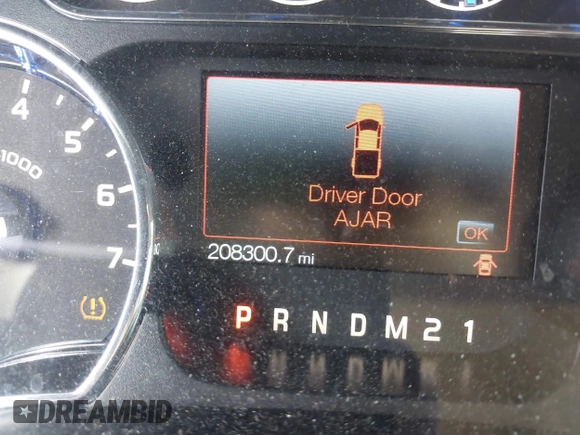 4
5
1000
6
7
Driver Door
AJAR
OK
208300.7 mi
P R N D M 2 1
DREAMBID